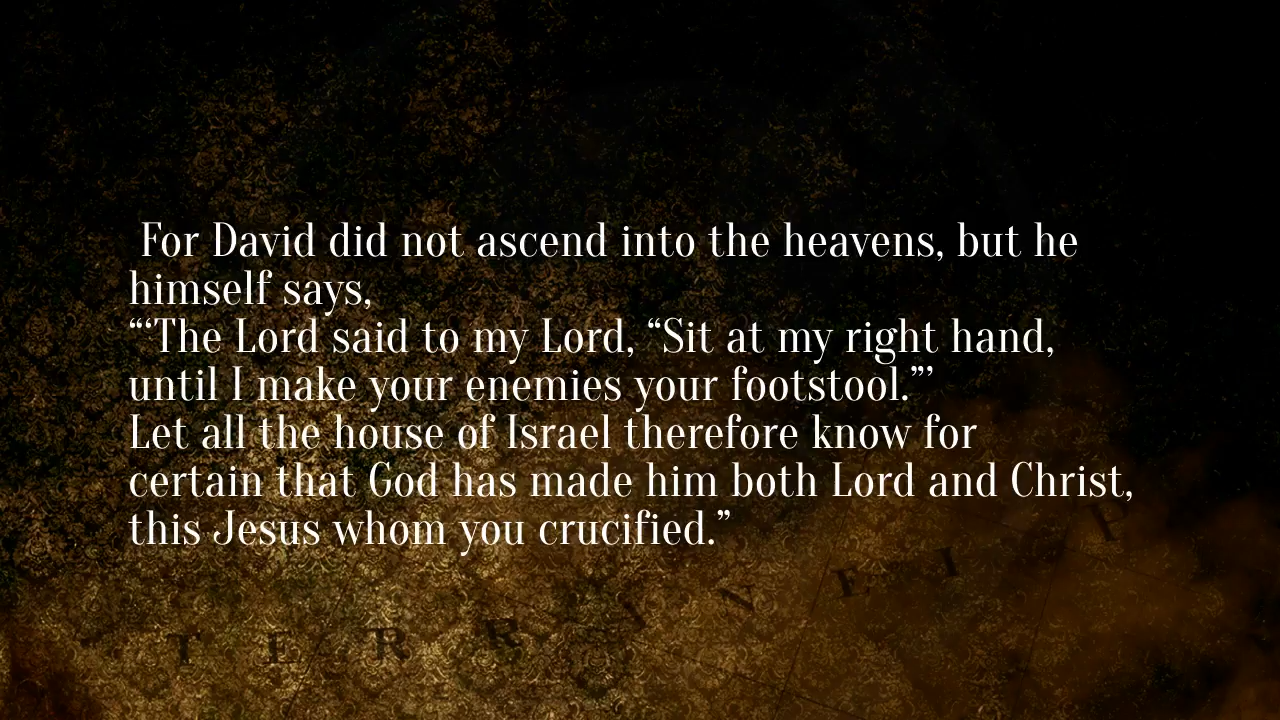 For David did not ascend into the heavens, but he
himself says,
“‘The Lord said to my Lord, “Sit at my right hand,
until I make your enemies your footstool.”’
Let all the house of Israel therefore know for
certain that God has made him both Lord and Christ,
this Jesus whom you crucified.”